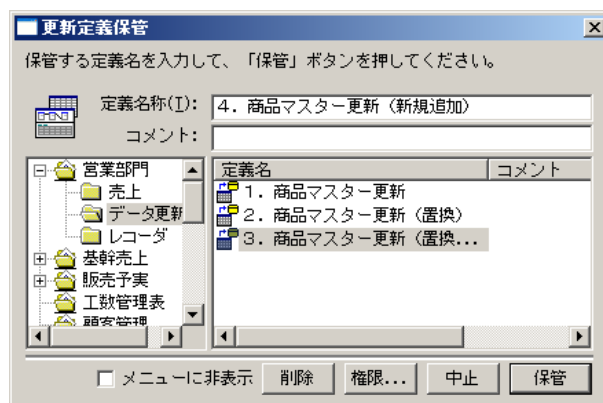 更新定義保管
保管する定義名を入力して、「保管」ボタンを押してください。
定義名称(I):
4. 商品マスター更新（新規追加）
コメント:
営業部門
売上
データ更新
レコーダ
基幹売上
販売予実
工数管理表
顧客管理
定義名 コメント
1. 商品マスター更新
2. 商品マスター更新（置換）
3. 商品マスター更新（置換...
メニューに非表示 削除 権限... 中止 保管